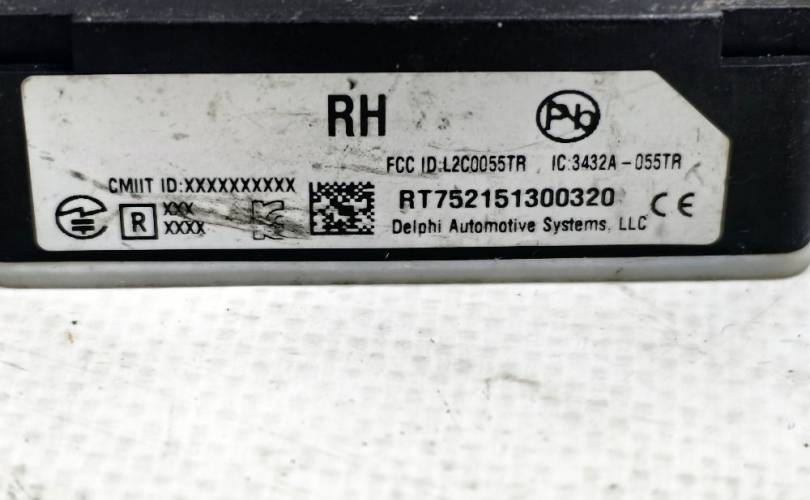 RH
Pb
FCC ID:L2C0055TR IC:3432A-055TR
CMIIT ID:XXXXXXXXXX
R XXX
XXXX
RT752151300320
CE
Delphi Automotive Systems, LLC